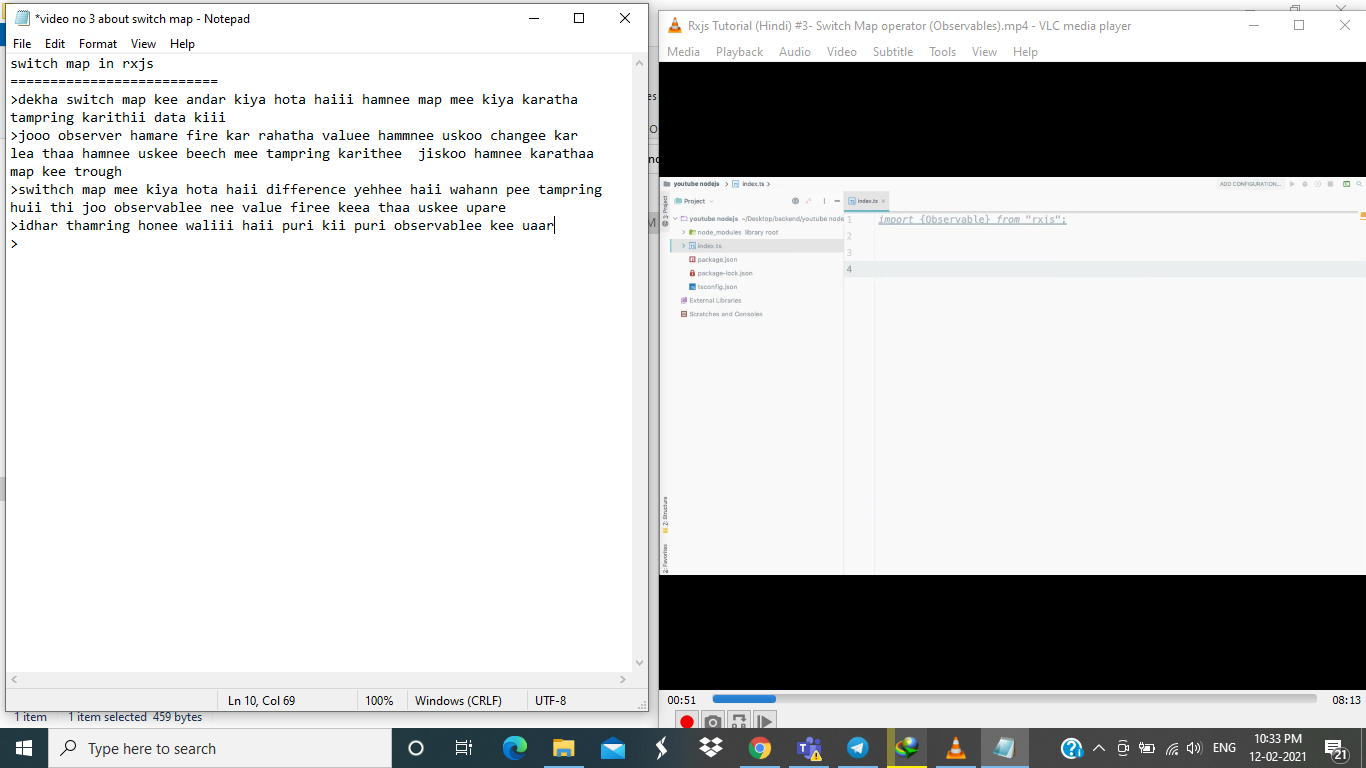 *video no 3 about switch map - Notepad
File Edit Format View Help
switch map in rxjs
==========================
>dekha switch map kee andar kiya hota haiii hamnee map mee kiya karatha
tampring karithii data kiii
>jooo observer hamare fire kar rahatha valuee hammnee uskoo changee kar
lea thaa hamnee uskee beech mee tampring karithee  jiskoo hamnee karathaa
map kee trough
>swithch map mee kiya hota haii difference yehhee haii wahann pee tampring
huii thi joo observablee nee value firee keea thaa uskee upare
>idhar thamring honee waliii haii puri kii puri observablee kee uaar
>
Ln 10, Col 69 100% Windows (CRLF) UTF-8
1 item 1 item selected 459 bytes
Rxjs Tutorial (Hindi) #3- Switch Map operator (Observables).mp4 - VLC media player
Media Playback Audio Video Subtitle Tools View Help
youtube nodejs > index.ts > ADD CONFIGURATION...
Project index.ts ×
youtube nodejs ~/Desktop/backend/youtube node
node_modules library root
index.ts
package.json
package-lock.json
tsconfig.json
External Libraries
Scratches and Consoles
1 import {Observable} from "rxjs";
2
3
4
1: Project
Z: Structure
2: Favorites
00:51 08:13
Type here to search
ENG 10:33 PM
12-02-2021
21